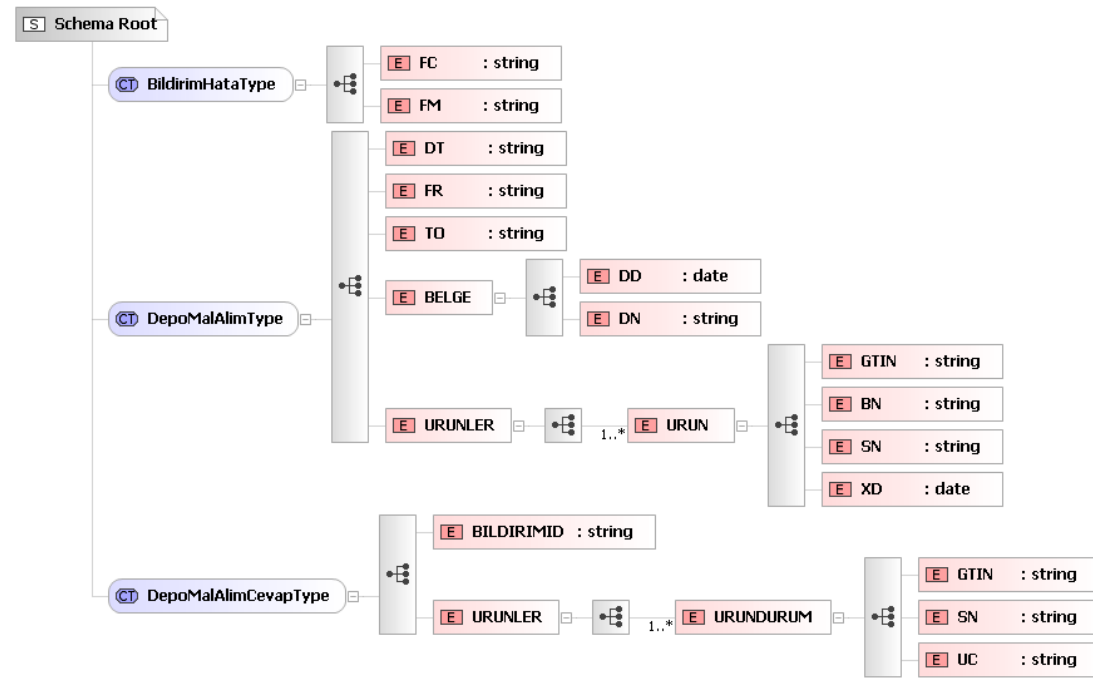 S Schema Root
CT BildirimHataType
E FC : string
E FM : string
CT DepoMalAlimType
E DT : string
E FR : string
E TO : string
E BELGE
E DD : date
E DN : string
E URUNLER
1..* E URUN
E GTIN : string
E BN : string
E SN : string
E XD : date
CT DepoMalAlimCevapType
E BILDIRIMID : string
E URUNLER
1..* E URUNDURUM
E GTIN : string
E SN : string
E UC : string